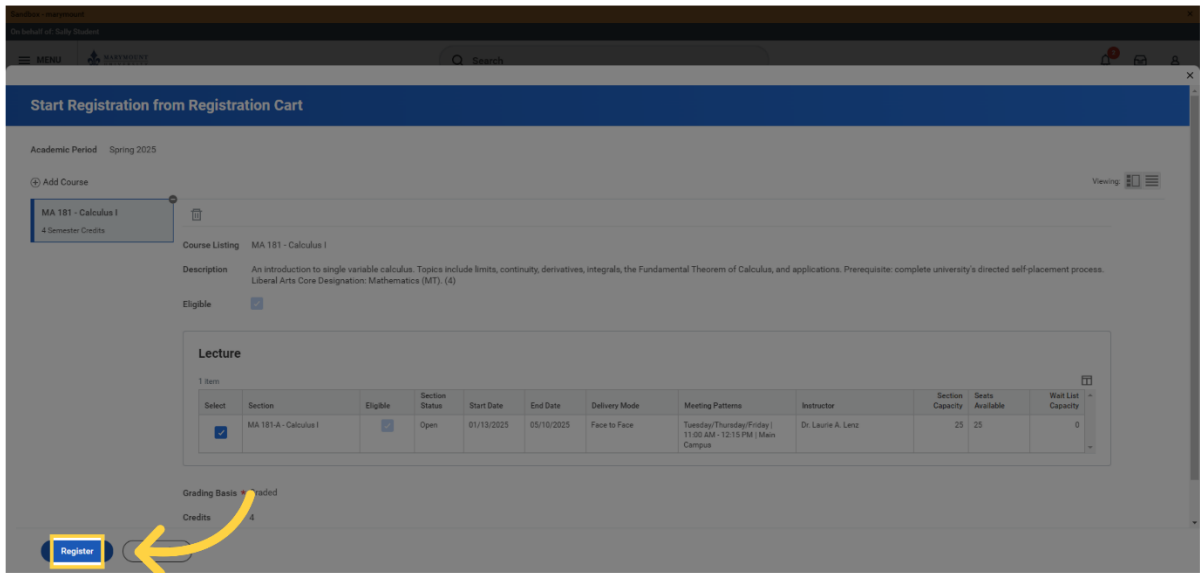 Sandbox - marymount
On behalf of: Sally Student
MENU
MARYMOUNT
Search
Start Registration from Registration Cart
Academic Period Spring 2025
Add Course
Viewing:
MA 181 - Calculus I
4 Semester Credits
Course Listing MA 181 - Calculus I
Description An introduction to single variable calculus. Topics include limits, continuity, derivatives, integrals, the Fundamental Theorem of Calculus, and applications. Prerequisite: complete university's directed self-placement process.
Liberal Arts Core Designation: Mathematics (MT). (4)
Eligible
Lecture
1 item
Select Section Eligible Section Status Start Date End Date Delivery Mode Meeting Patterns Instructor Section Capacity Seats Available Wait List Capacity
MA 181-A - Calculus I Open 01/13/2025 05/10/2025 Face to Face Tuesday/Thursday/Friday | Dr. Laurie A. Lenz 25 25 0
11:00 AM - 12:15 PM | Main
Campus
Grading Basis * Graded
Credits 4
Register